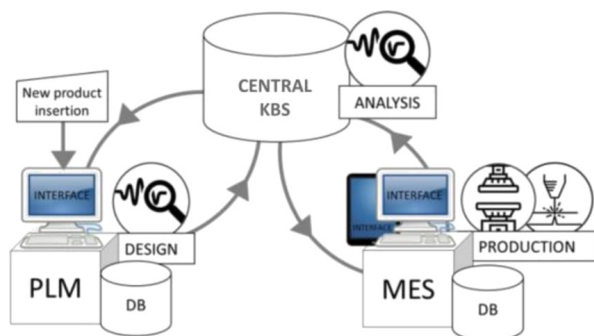 CENTRAL
KBS
ANALYSIS
New product
insertion
INTERFACE
DESIGN
PLM
DB
INTERFACE
INTERFACE
PRODUCTION
MES
DB